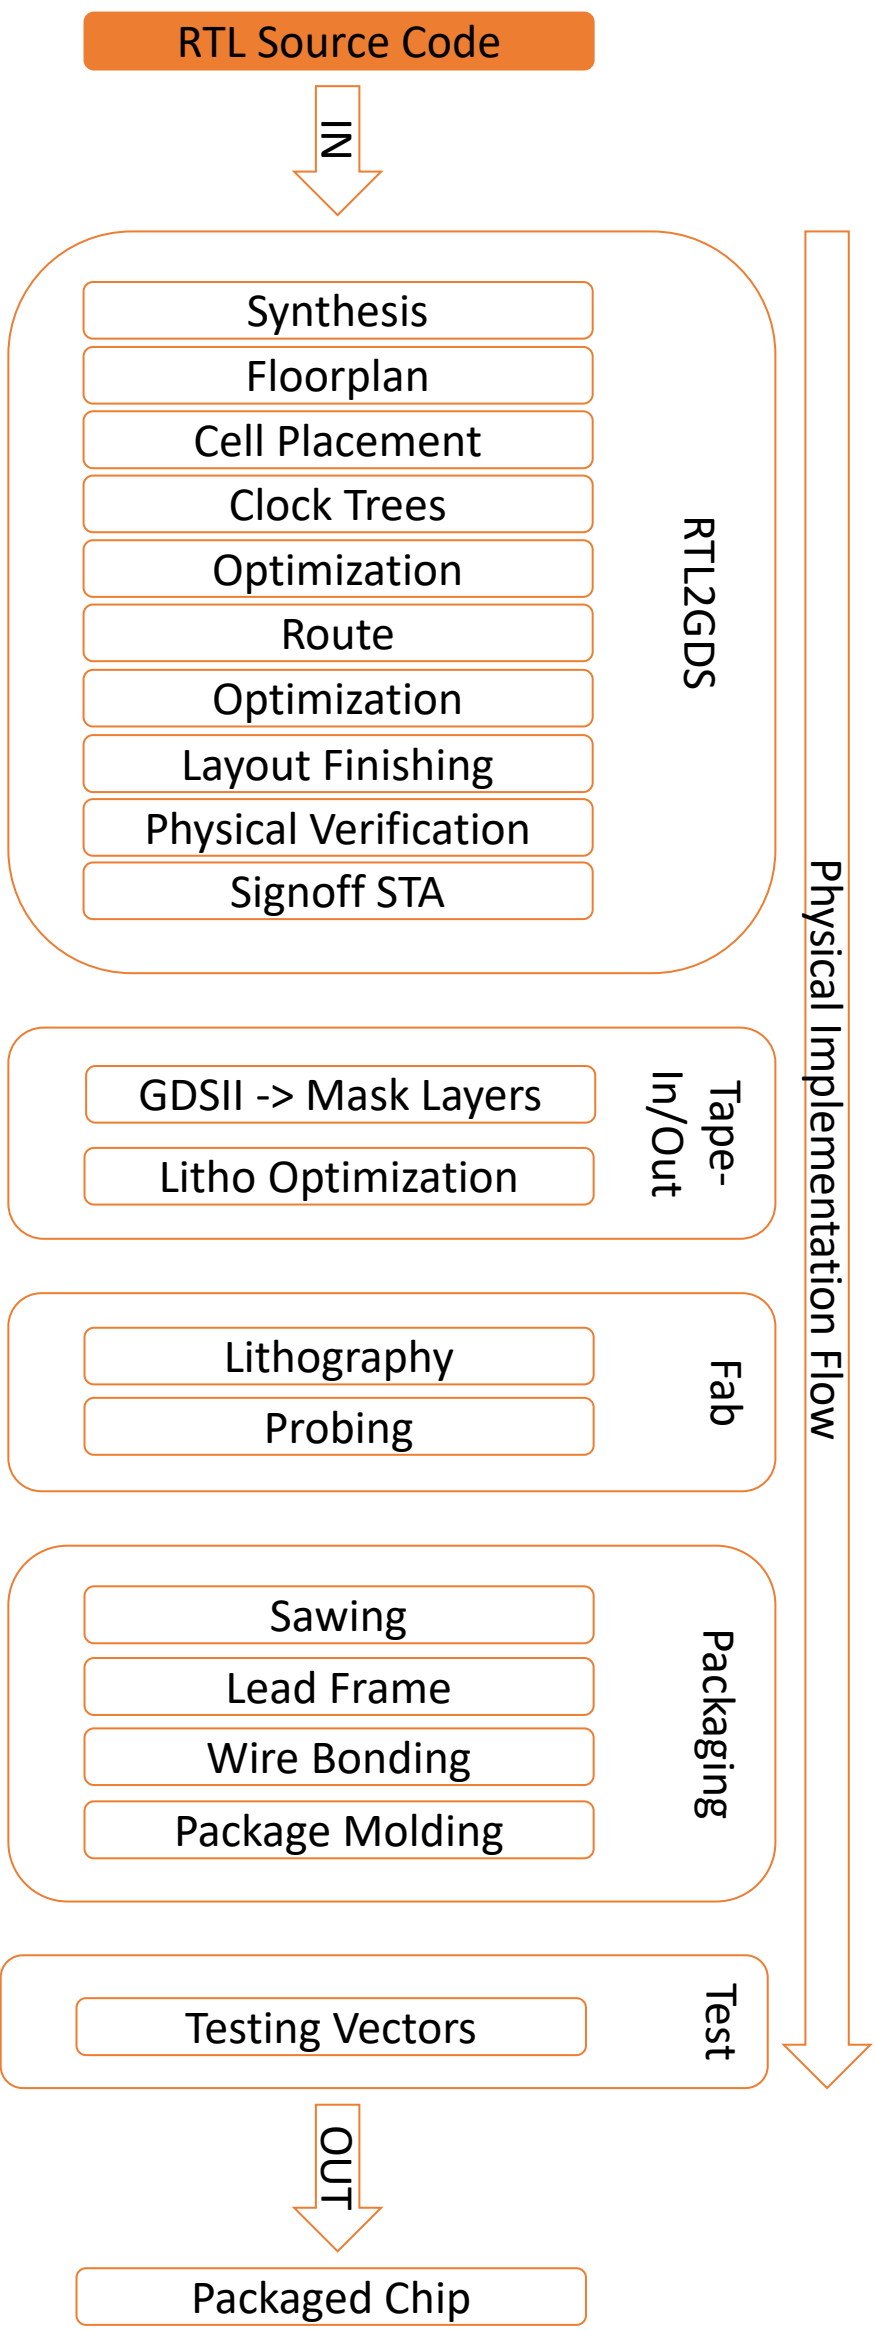 RTL Source Code
IN
Synthesis
Floorplan
Cell Placement
Clock Trees
Optimization
Route
Optimization
Layout Finishing
Physical Verification
Signoff STA
RTL2GDS
GDSII -> Mask Layers
Litho Optimization
Tape-
In/Out
Lithography
Probing
Fab
Sawing
Lead Frame
Wire Bonding
Package Molding
Packaging
Testing Vectors
Test
Physical Implementation Flow
OUT
Packaged Chip